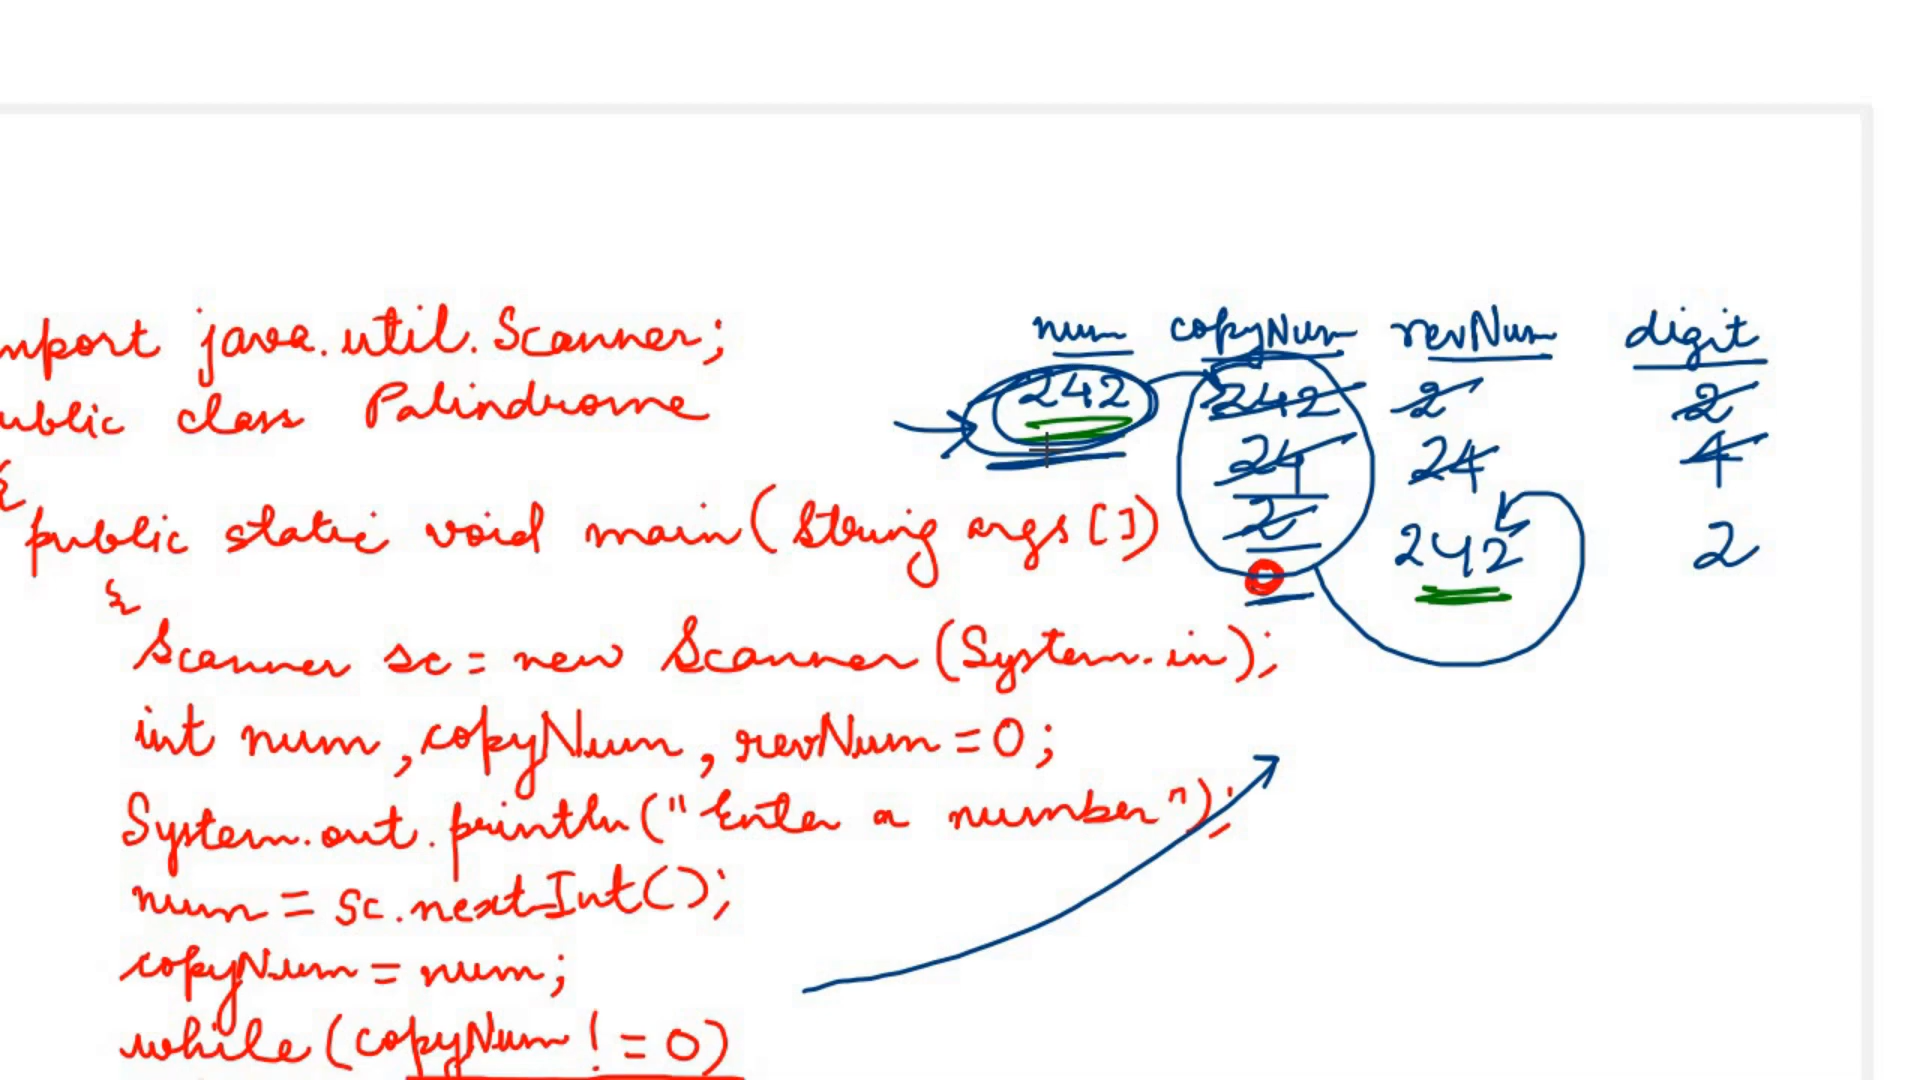 mport java.util.Scanner;
ublic class Palindrome
{
public static void main(String args[])
{
Scanner sc = new Scanner(System.in);
int num, copyNum, revNum = 0;
System.out.println("Enter a number");
num = sc.nextInt();
copyNum = num;
while(copyNum != 0)
num copyNum revNum digit
242 242 2 2
24 24 4
2 242 2
0